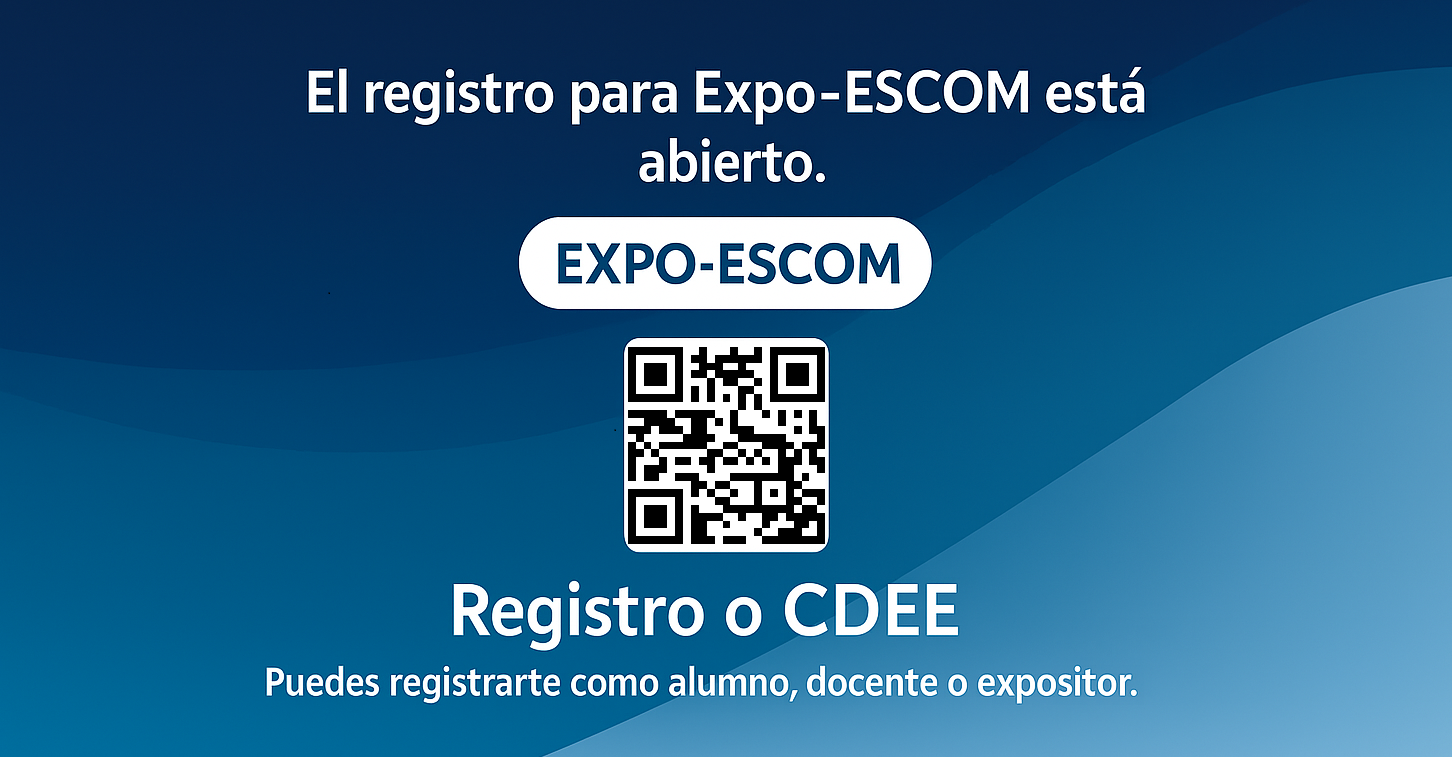 El registro para Expo-ESCOM está
abierto.
EXPO-ESCOM
Registro o CDEE
Puedes registrarte como alumno, docente o expositor.